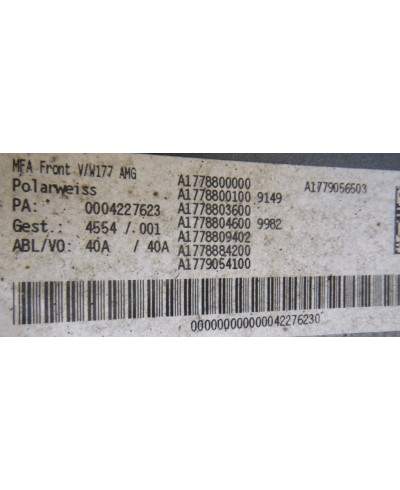 MFA Front V/W177 AMG
Polarweiss
PA: 0004227623
Gest.: 4554 /.001
ABL/VO: 40A / 40A
A1778800000
A1778800100 9149
A1778803600
A1778804600 9982
A1778809402
A1778884200
A1779054100
A1779056503
000000000000042276230